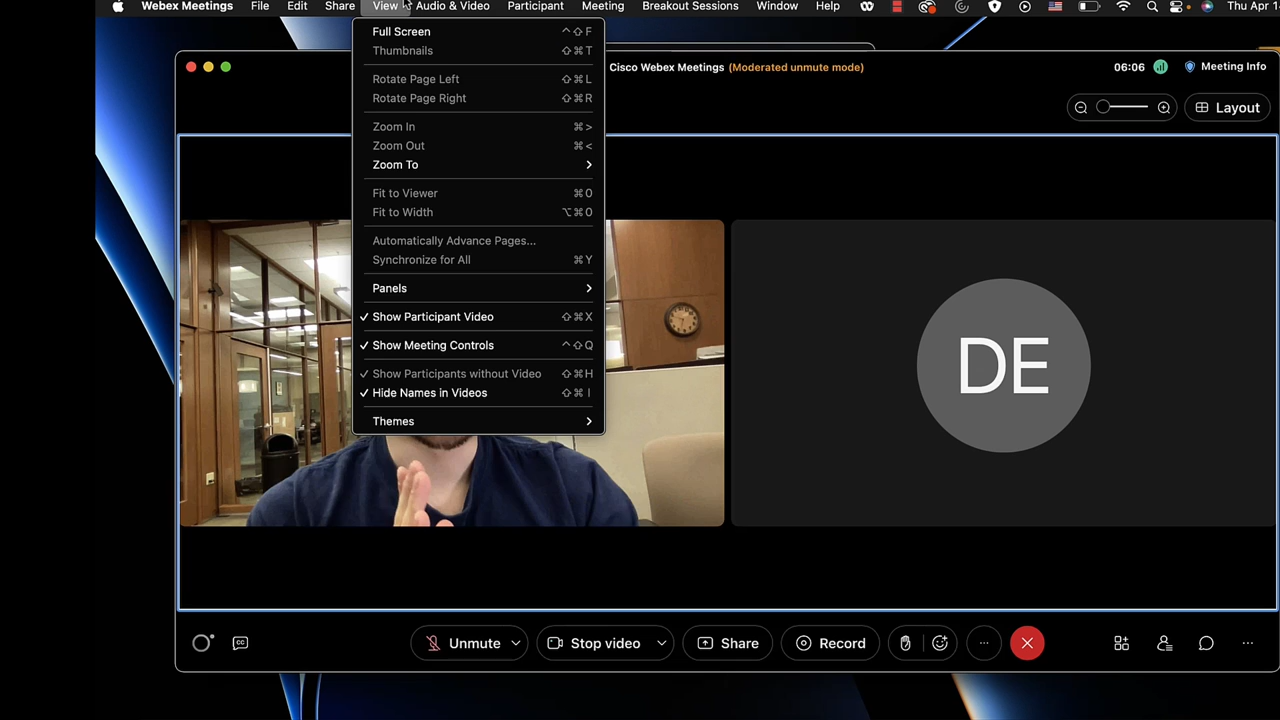 Webex Meetings File Edit Share View Audio & Video Participant Meeting Breakout Sessions Window Help Thu Apr 1
Full Screen ⌃⇧F
Thumbnails ⇧⌘T
Rotate Page Left ⇧⌘L
Rotate Page Right ⇧⌘R
Zoom In ⌘>
Zoom Out ⌘<
Zoom To
Fit to Viewer ⌘0
Fit to Width ⌥⌘0
Automatically Advance Pages...
Synchronize for All ⌘Y
Panels
Show Participant Video ⇧⌘X
Show Meeting Controls ⌃⇧Q
Show Participants without Video ⇧⌘H
Hide Names in Videos ⇧⌘I
Themes
Cisco Webex Meetings (Moderated unmute mode) 06:06 Meeting Info
Layout
DE
CC Unmute Stop video Share Record